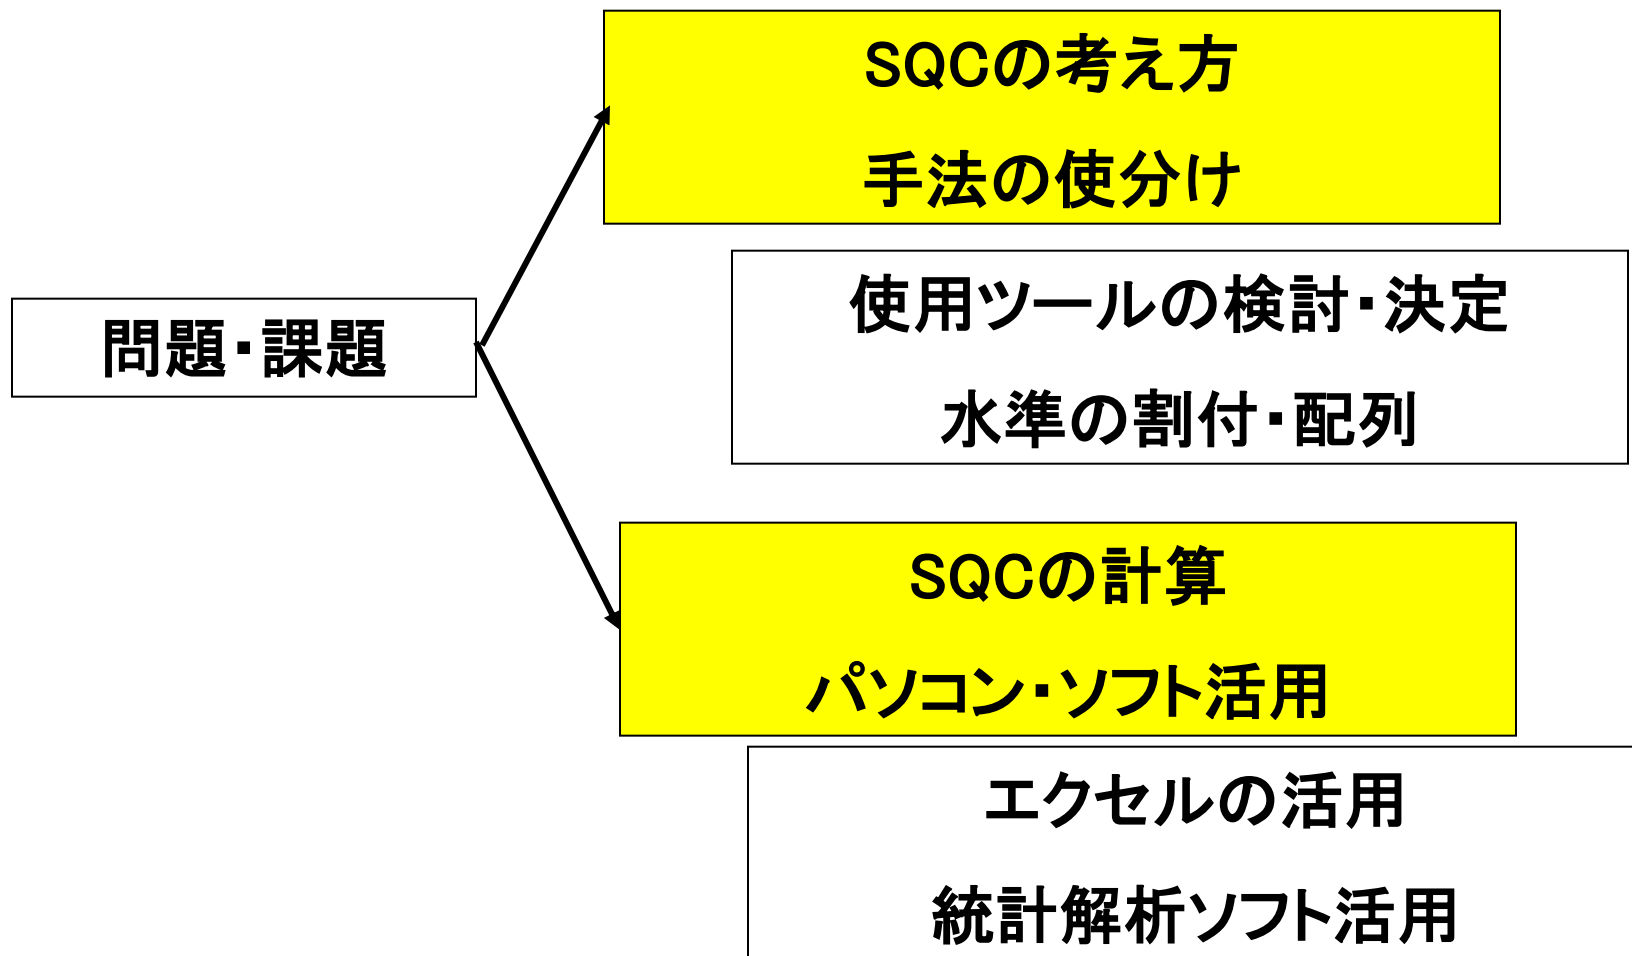 SQCの考え方
手法の使分け
使用ツールの検討・決定
水準の割付・配列
問題・課題
SQCの計算
パソコン・ソフト活用
エクセルの活用
統計解析ソフト活用